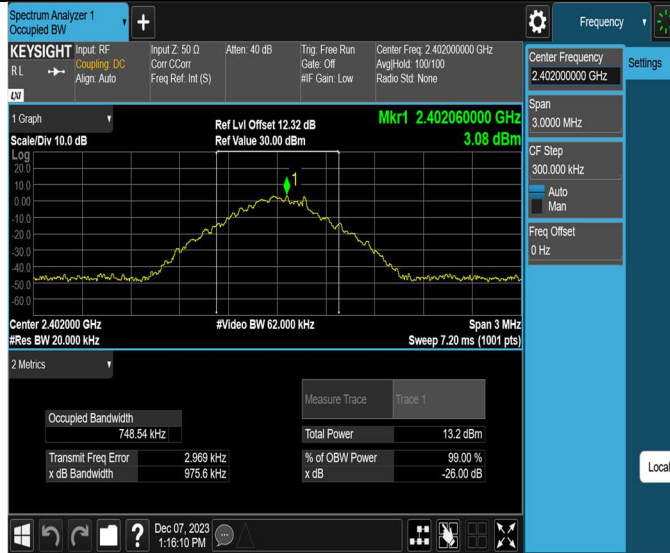 Spectrum Analyzer 1
Occupied BW
+
Frequency
KEYSIGHT
Input: RF
Input Z: 50 Ω
Atten: 40 dB
Trig: Free Run
Center Freq: 2.402000000 GHz
RL
Coupling: DC
Corr CCorr
Gate: Off
Avg|Hold: 100/100
Align: Auto
Freq Ref: Int (S)
#IF Gain: Low
Radio Std: None
LXI
Center Frequency
2.402000000 GHz
Settings
Span
3.0000 MHz
CF Step
300.000 kHz
Auto
Man
Freq Offset
0 Hz
1 Graph
Ref Lvl Offset 12.32 dB
Mkr1 2.402060000 GHz
Scale/Div 10.0 dB
Ref Value 30.00 dBm
3.08 dBm
Log
20.0
10.0
0.00
-10.0
-20.0
-30.0
-40.0
-50.0
-60.0
1
Center 2.402000 GHz
#Video BW 62.000 kHz
Span 3 MHz
#Res BW 20.000 kHz
Sweep 7.20 ms (1001 pts)
2 Metrics
Measure Trace
Trace 1
Occupied Bandwidth
748.54 kHz
Total Power
13.2 dBm
Transmit Freq Error
2.969 kHz
% of OBW Power
99.00 %
x dB Bandwidth
975.6 kHz
x dB
-26.00 dB
Local
?
Dec 07, 2023
1:16:10 PM